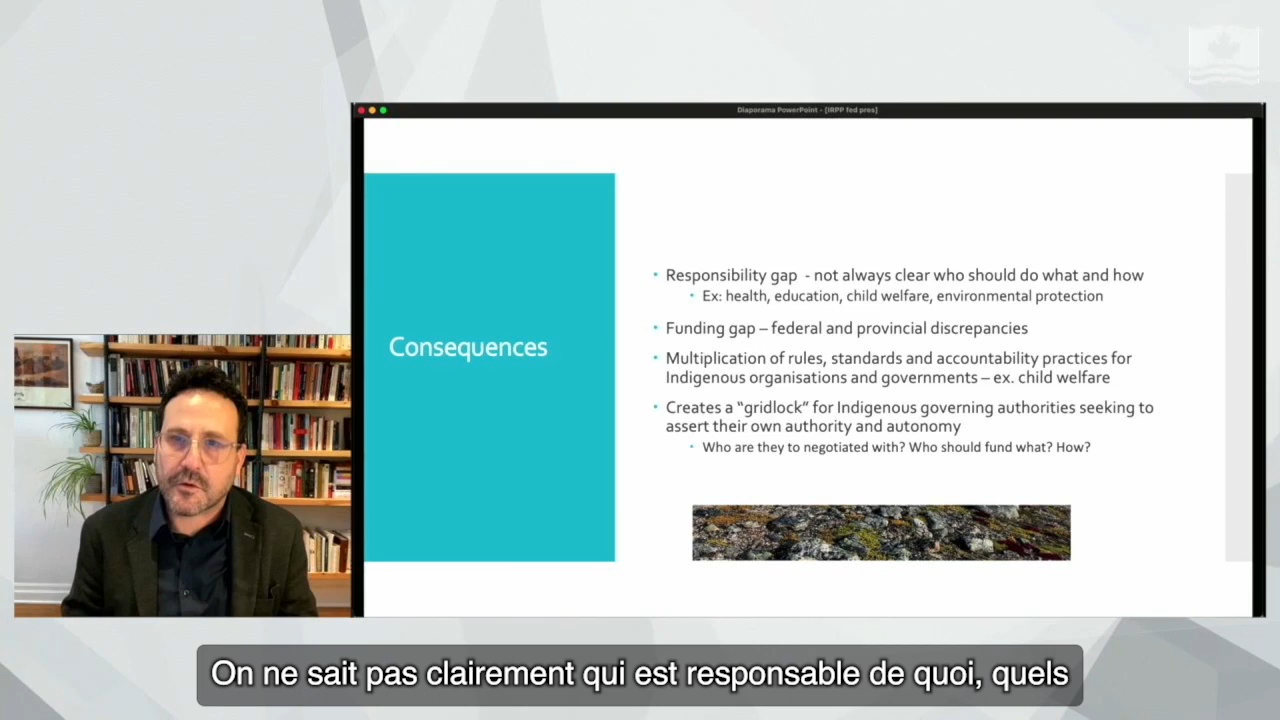 Diaporama PowerPoint - [IRPP fed pres]
Consequences
• Responsibility gap - not always clear who should do what and how
• Ex: health, education, child welfare, environmental protection
• Funding gap – federal and provincial discrepancies
• Multiplication of rules, standards and accountability practices for
Indigenous organisations and governments – ex. child welfare
• Creates a “gridlock” for Indigenous governing authorities seeking to
assert their own authority and autonomy
• Who are they to negotiated with? Who should fund what? How?
On ne sait pas clairement qui est responsable de quoi, quels